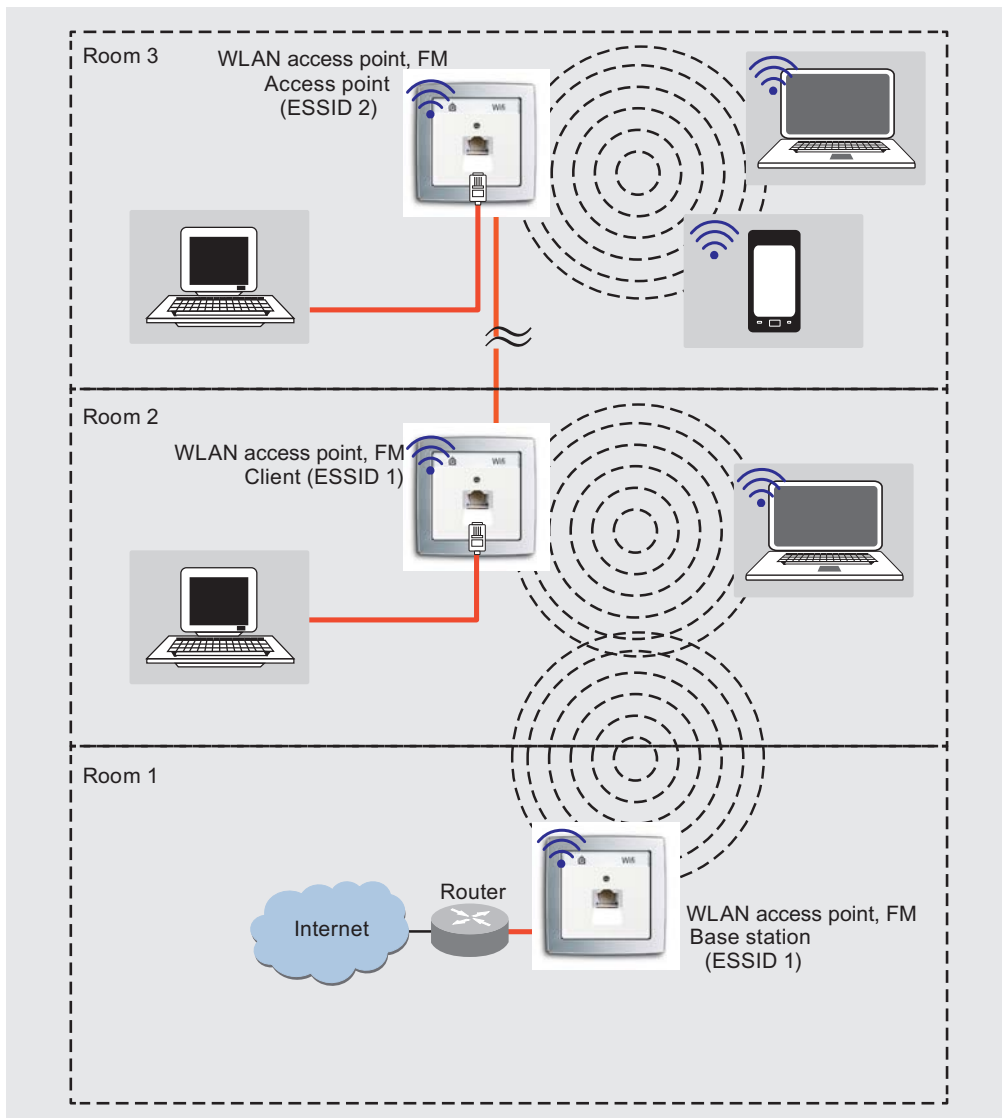 Room 3
WLAN access point, FM
Access point
(ESSID 2)
Wifi
Room 2
WLAN access point, FM
Client (ESSID 1)
Wifi
Room 1
Wifi
Router
Internet
WLAN access point, FM
Base station
(ESSID 1)